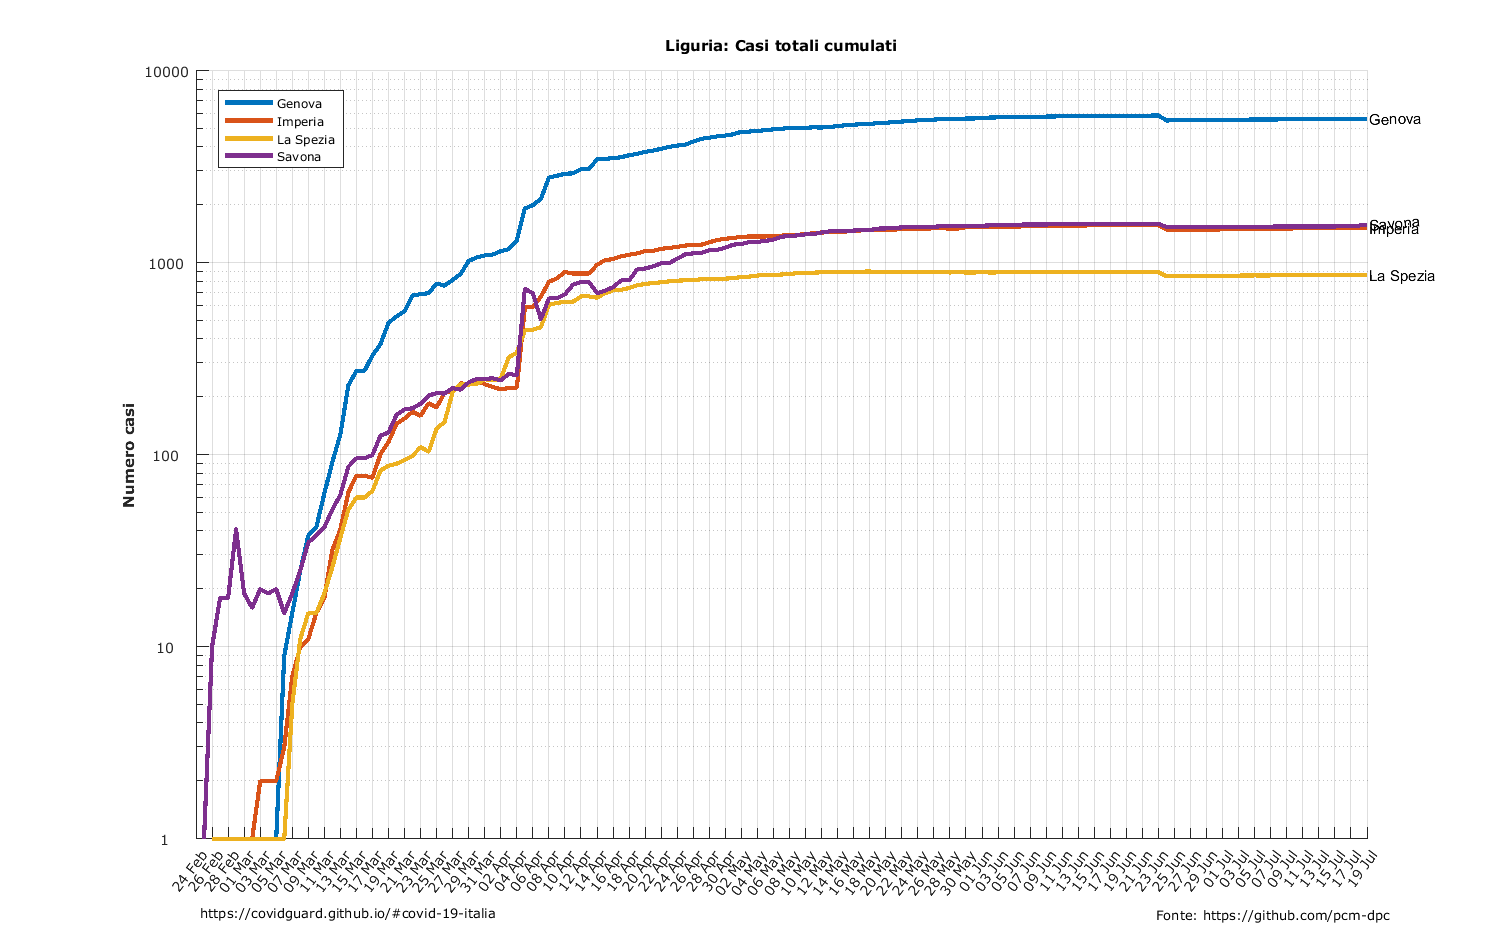 Liguria: Casi totali cumulati
10000
1000
100
10
1
Numero casi
Genova
Imperia
La Spezia
Savona
Genova
Savona
Imperia
La Spezia
24 Feb
26 Feb
28 Feb
01 Mar
03 Mar
05 Mar
07 Mar
09 Mar
11 Mar
13 Mar
15 Mar
17 Mar
19 Mar
21 Mar
23 Mar
25 Mar
27 Mar
29 Mar
31 Mar
02 Apr
04 Apr
06 Apr
08 Apr
10 Apr
12 Apr
14 Apr
16 Apr
18 Apr
20 Apr
22 Apr
24 Apr
26 Apr
28 Apr
30 Apr
02 May
04 May
06 May
08 May
10 May
12 May
14 May
16 May
18 May
20 May
22 May
24 May
26 May
28 May
30 May
01 Jun
03 Jun
05 Jun
07 Jun
09 Jun
11 Jun
13 Jun
15 Jun
17 Jun
19 Jun
21 Jun
23 Jun
25 Jun
27 Jun
29 Jun
01 Jul
03 Jul
05 Jul
07 Jul
09 Jul
11 Jul
13 Jul
15 Jul
17 Jul
19 Jul
https://covidguard.github.io/#covid-19-italia
Fonte: https://github.com/pcm-dpc